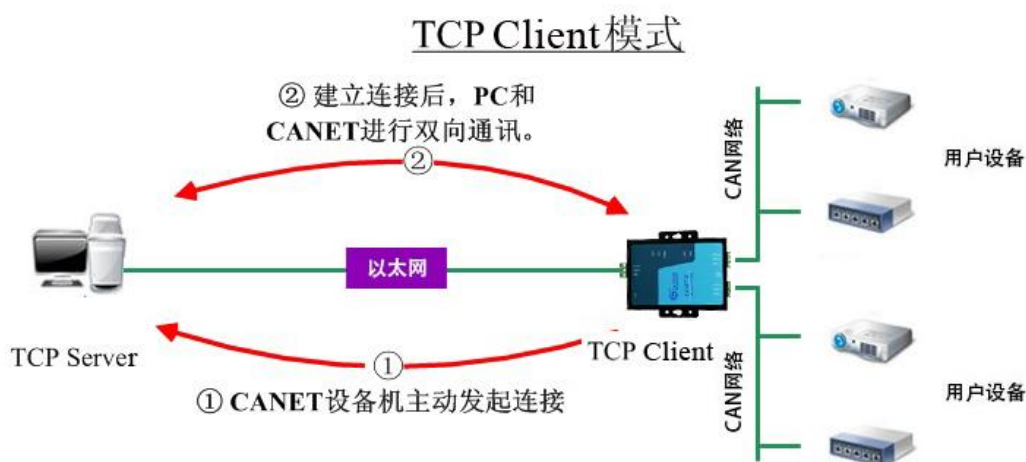 TCP Client模式
② 建立连接后，PC和
CANET进行双向通讯。
②
CAN网络
用户设备
以太网
TCP Server
TCP Client
①
① CANET设备机主动发起连接
CAN网络
用户设备